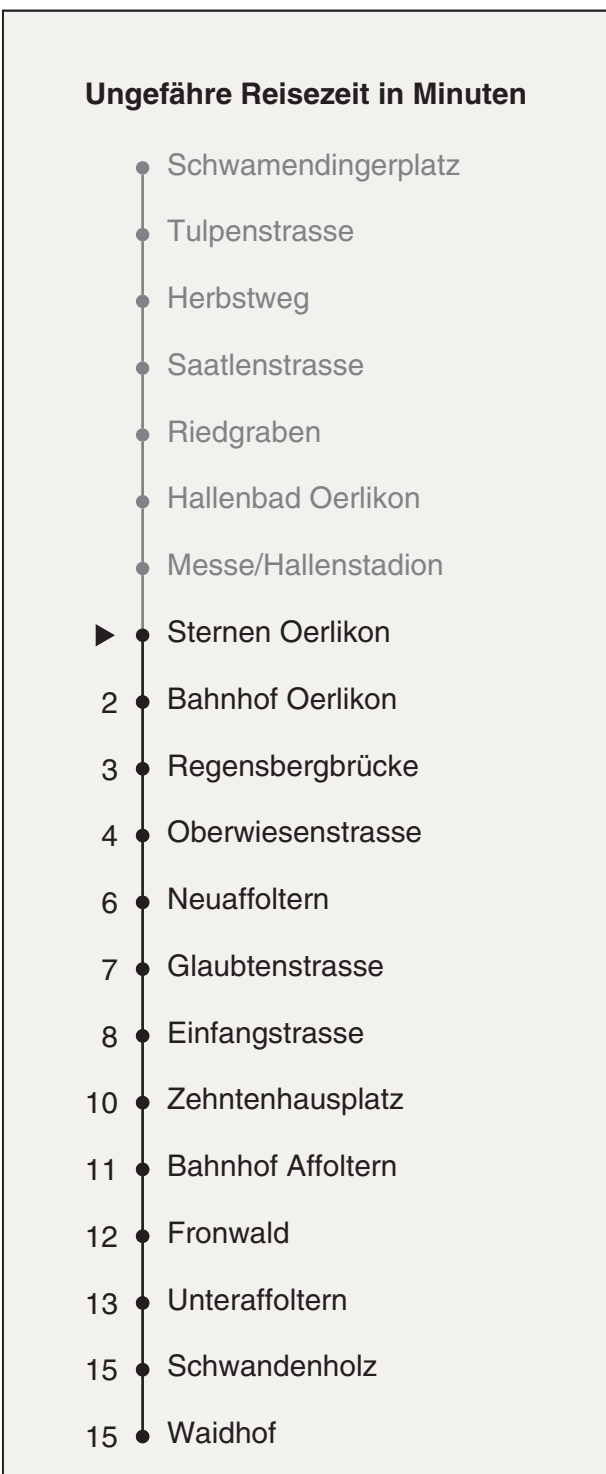 Ungefähre Reisezeit in Minuten
Schwamendingerplatz
Tulpenstrasse
Herbstweg
Saatlenstrasse
Riedgraben
Hallenbad Oerlikon
Messe/Hallenstadion
Sternen Oerlikon
2 Bahnhof Oerlikon
3 Regensbergbrücke
4 Oberwiesenstrasse
6 Neuaffoltern
7 Glaubtenstrasse
8 Einfangstrasse
10 Zehntenhausplatz
11 Bahnhof Affoltern
12 Fronwald
13 Unteraffoltern
15 Schwandenholz
15 Waidhof